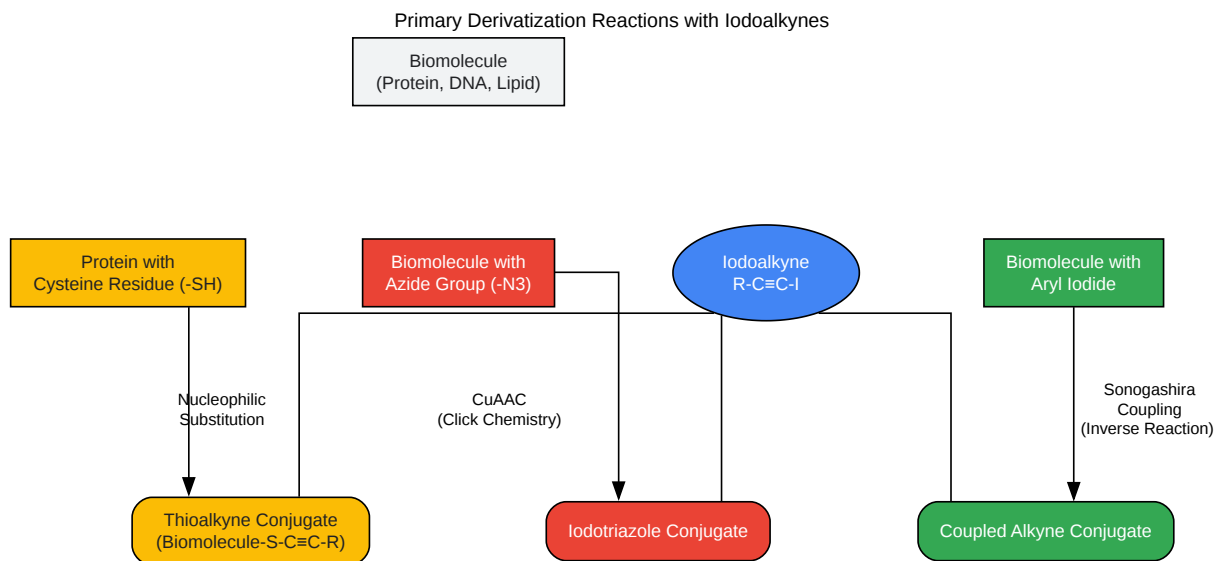 Primary Derivatization Reactions with Iodoalkynes
Biomolecule
(Protein, DNA, Lipid)
Protein with
Cysteine Residue (-SH)
Biomolecule with
Azide Group (-N3)
Iodoalkyne
R-C≡C-I
Biomolecule with
Aryl Iodide
Nucleophilic
Substitution
CuAAC
(Click Chemistry)
Sonogashira
Coupling
(Inverse Reaction)
Thioalkyne Conjugate
(Biomolecule-S-C≡C-R)
Iodotriazole Conjugate
Coupled Alkyne Conjugate